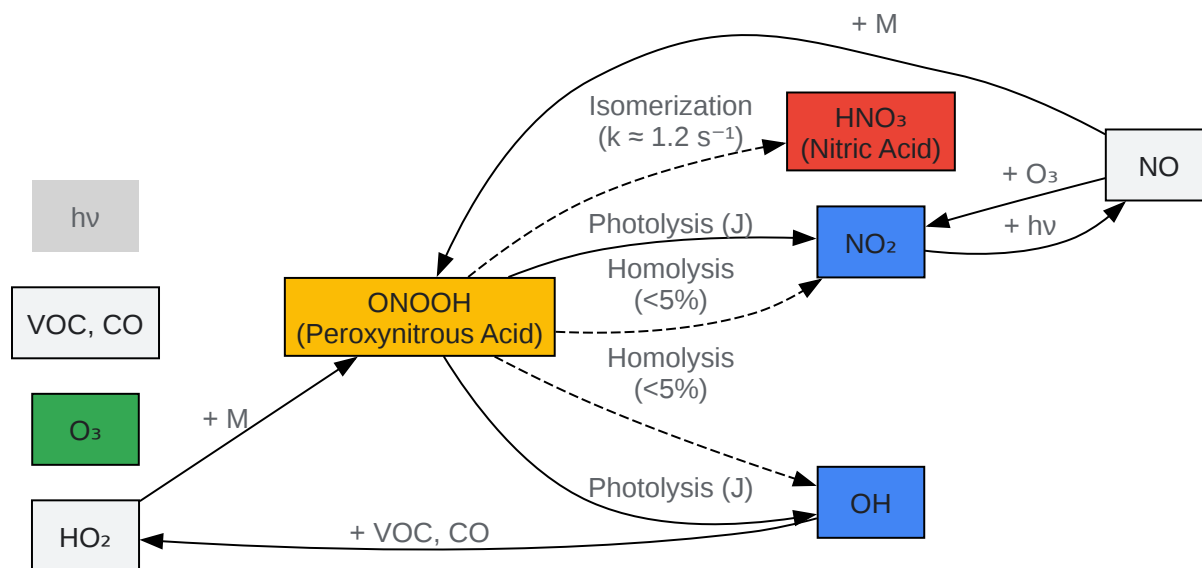 + M
Isomerization
(k ≈ 1.2 s⁻¹)
HNO₃
(Nitric Acid)
NO
+ O₃
+ hν
hν
Photolysis (J)
NO₂
Homolysis
(<5%)
VOC, CO
ONOOH
(Peroxynitrous Acid)
Homolysis
(<5%)
+ M
O₃
Photolysis (J)
OH
+ VOC, CO
HO₂